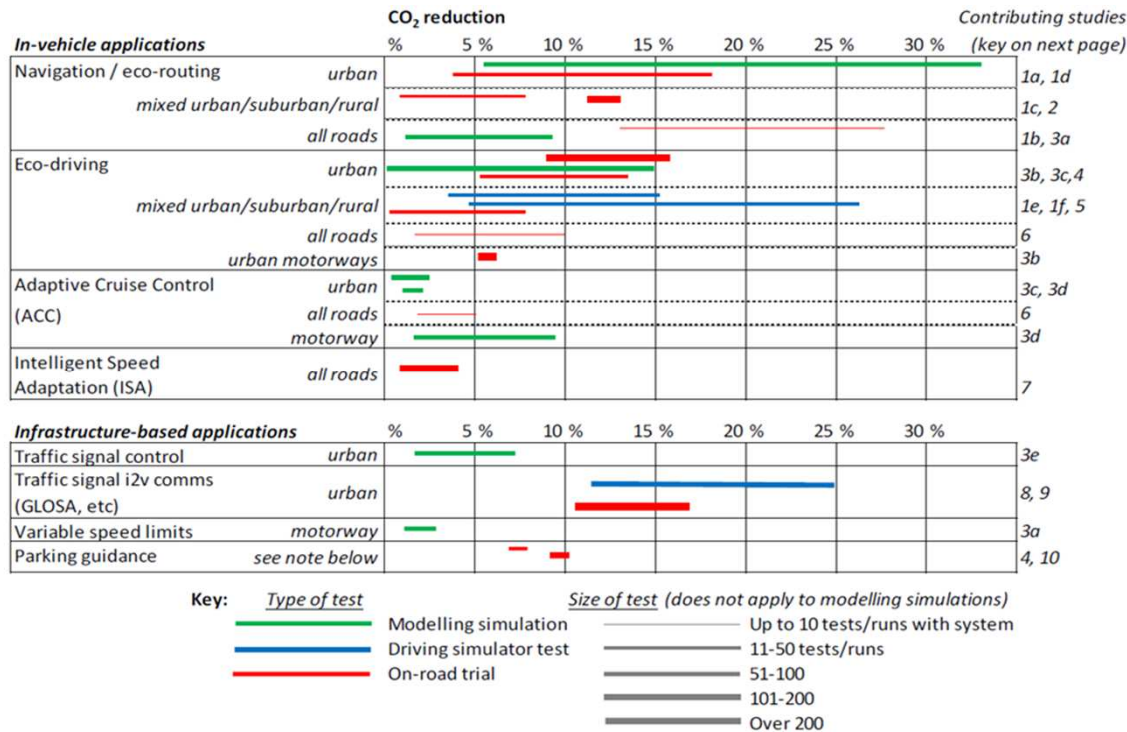 CO₂ reduction Contributing studies
In-vehicle applications % 5 % 10 % 15 % 20 % 25 % 30 % (key on next page)
Navigation / eco-routing urban 1a, 1d
mixed urban/suburban/rural 1c, 2
all roads 1b, 3a
Eco-driving urban 3b, 3c,4
mixed urban/suburban/rural 1e, 1f, 5
all roads 6
urban motorways 3b
Adaptive Cruise Control urban 3c, 3d
(ACC) all roads 6
motorway 3d
Intelligent Speed all roads
Adaptation (ISA) 7
Infrastructure-based applications % 5 % 10 % 15 % 20 % 25 % 30 %
Traffic signal control urban 3e
Traffic signal i2v comms urban 8, 9
(GLOSA, etc)
Variable speed limits motorway 3a
Parking guidance see note below 4, 10
Key: Type of test Size of test (does not apply to modelling simulations)
Modelling simulation Up to 10 tests/runs with system
Driving simulator test 11-50 tests/runs
On-road trial 51-100
101-200
Over 200